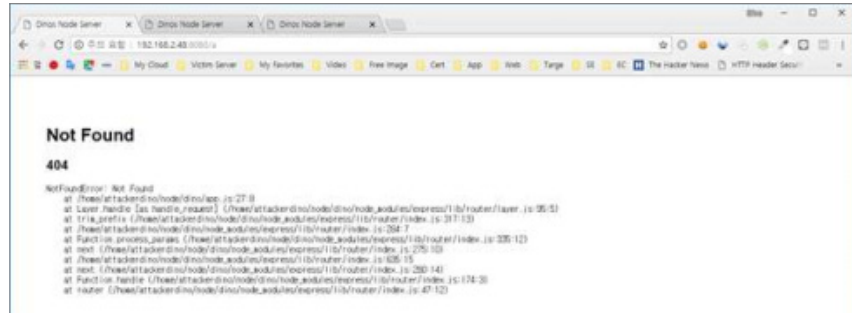 Elliie
Dinos Node Server
Dinos Node Server
Dinos Node Server
주의 요함 | 192.168.2.48:8080/a
My Cloud Victim Server My Favorites Video Free Image Cert App Web Targe SE BC The Hacker News HTTP Header Securi
Not Found
404
NotFoundError: Not Found
at /home/attackerdino/node/dino/app.js:27:8
at Layer.handle [as handle_request] (/home/attackerdino/node/dino/node_modules/express/lib/router/layer.js:95:5)
at trim_prefix (/home/attackerdino/node/dino/node_modules/express/lib/router/index.js:317:13)
at /home/attackerdino/node/dino/node_modules/express/lib/router/index.js:284:7
at Function.process_params (/home/attackerdino/node/dino/node_modules/express/lib/router/index.js:335:12)
at next (/home/attackerdino/node/dino/node_modules/express/lib/router/index.js:275:10)
at /home/attackerdino/node/dino/node_modules/express/lib/router/index.js:635:15
at next (/home/attackerdino/node/dino/node_modules/express/lib/router/index.js:260:14)
at Function.handle (/home/attackerdino/node/dino/node_modules/express/lib/router/index.js:174:3)
at router (/home/attackerdino/node/dino/node_modules/express/lib/router/index.js:47:12)